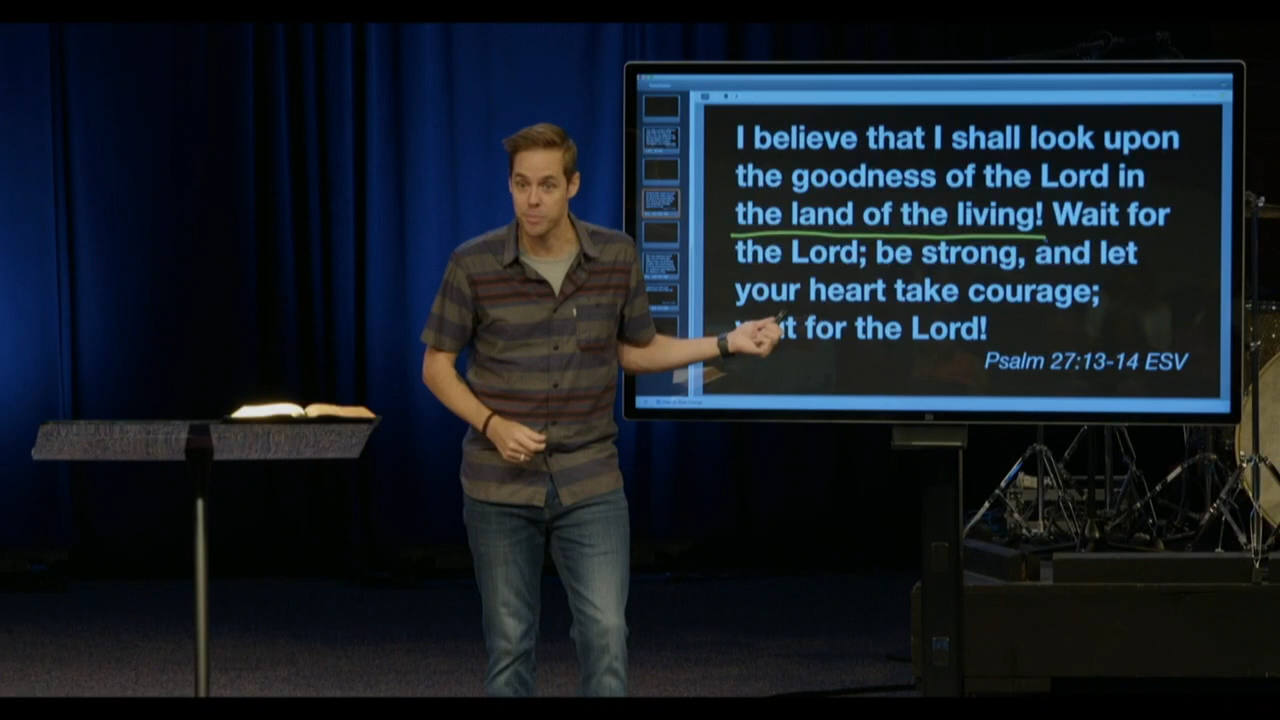 I believe that I shall look upon
the goodness of the Lord in
the land of the living! Wait for
the Lord; be strong, and let
your heart take courage;
wait for the Lord!
Psalm 27:13-14 ESV